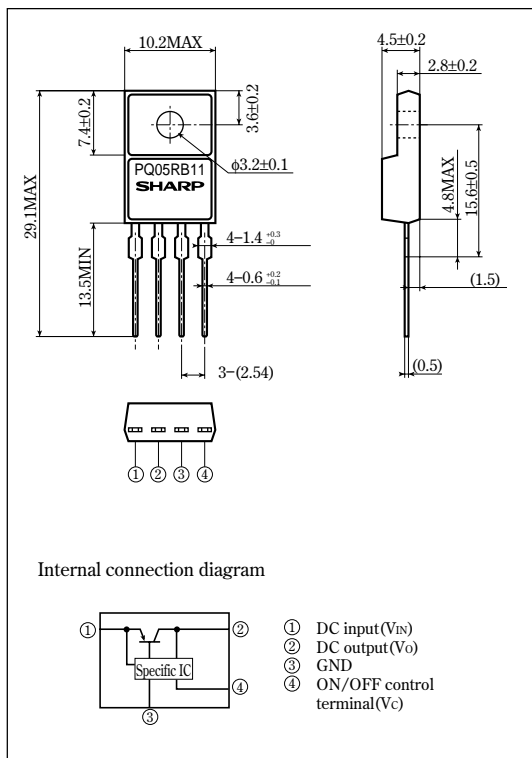 10.2MAX
4.5±0.2
2.8±0.2
7.4±0.2
3.6±0.2
PQ05RB11
SHARP
φ3.2±0.1
29.1MAX
13.5MIN
4.8MAX
15.6±0.5
4–1.4 +0.3 –0
4–0.6 +0.2 –0.1
(1.5)
3–(2.54)
(0.5)
① ② ③ ④
Internal connection diagram
① ② ③ ④
Specific IC
① DC input(VIN)
② DC output(VO)
③ GND
④ ON/OFF control
terminal(VC)